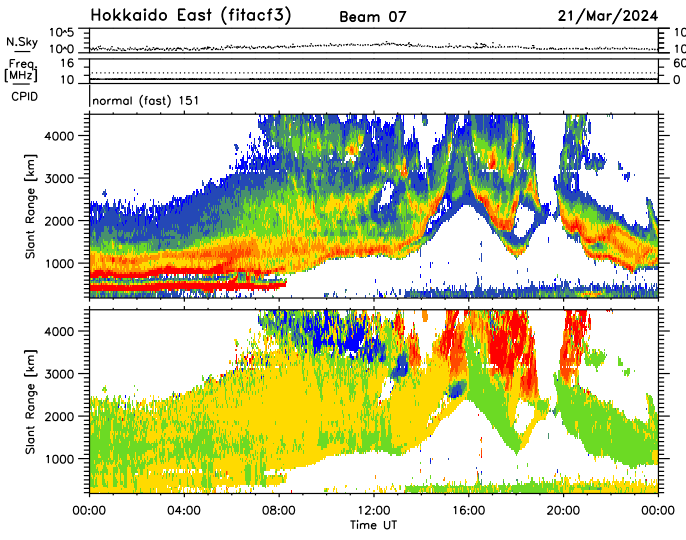 Hokkaido East (fitacf3) Beam 07 21/Mar/2024
N.Sky 10^5 10^0
Freq. [MHz] 16 10 60 0
CPID normal (fast) 151
Slant Range [km] 4000 3000 2000 1000
Slant Range [km] 4000 3000 2000 1000
00:00 04:00 08:00 12:00 16:00 20:00 00:00
Time UT